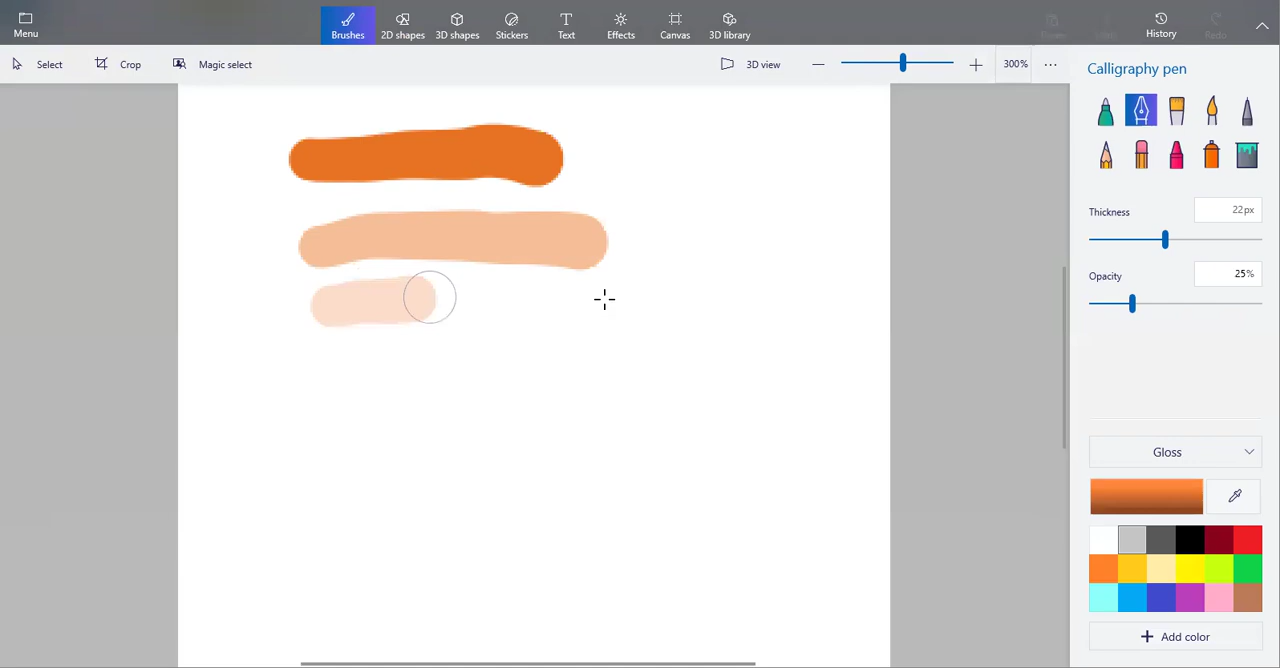 Menu
Brushes
2D shapes
3D shapes
Stickers
Text
Effects
Canvas
3D library
History
Redo
Select
Crop
Magic select
3D view
300%
Calligraphy pen
Thickness
22px
Opacity
25%
Gloss
Add color